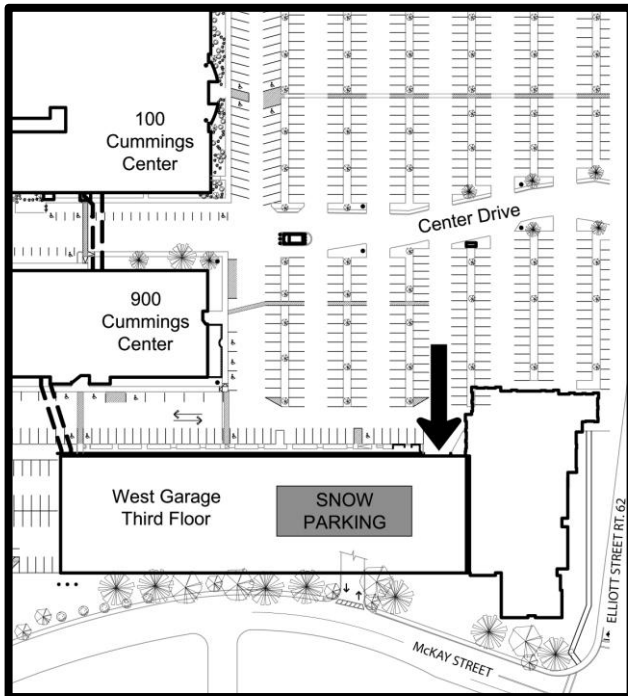 100
Cummings
Center
Center Drive
900
Cummings
Center
West Garage
Third Floor
SNOW
PARKING
ELLIOTT STREET RT. 62
McKAY STREET